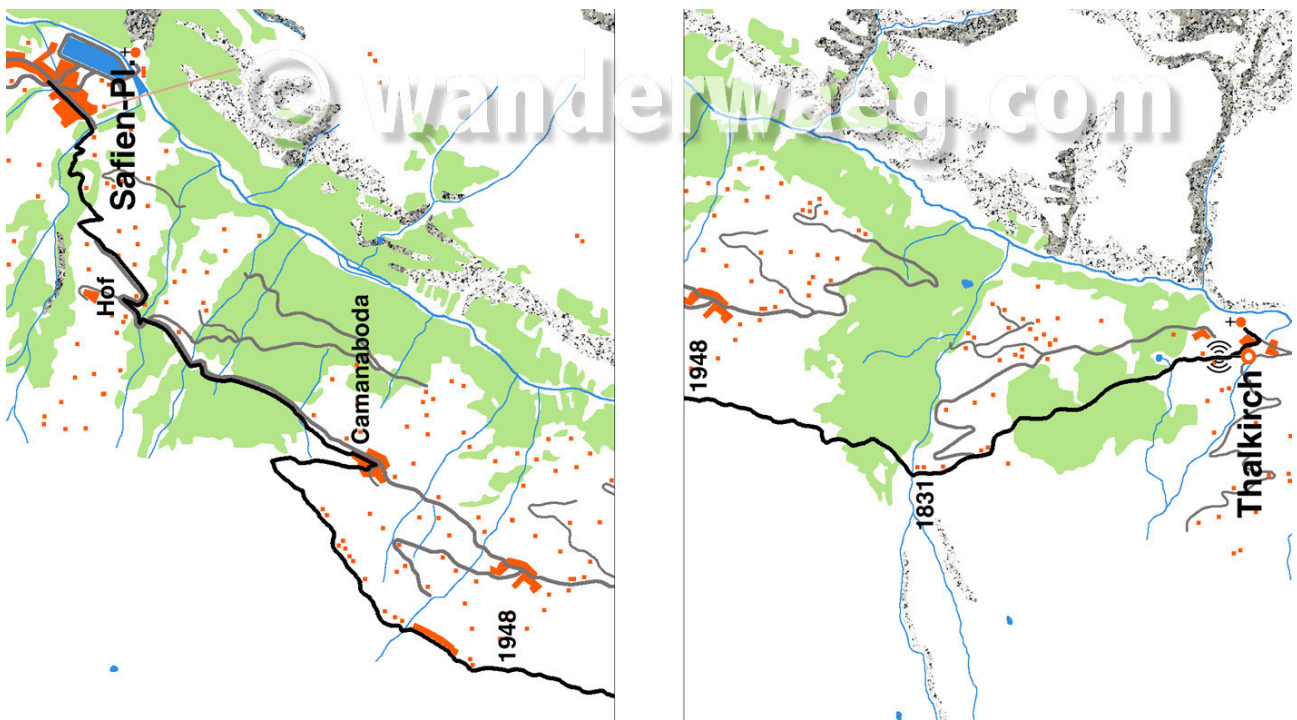 © wanderwaeg.com
Safien-Pl.
Hof
Camanaboda
1948
1948
1831
Thalkirch